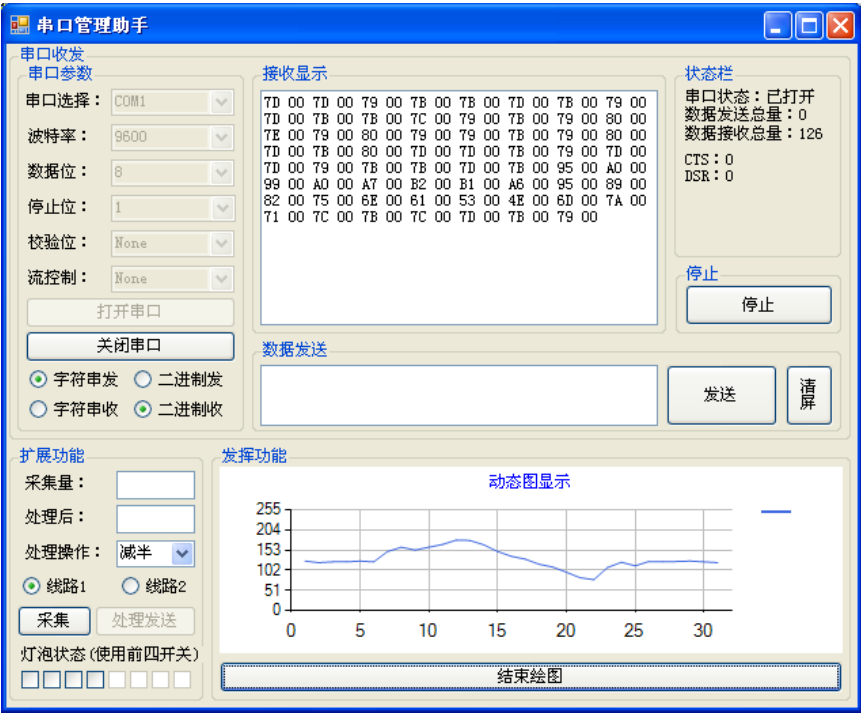 串口管理助手
串口收发
串口参数
串口选择： COM1
波特率： 9600
数据位： 8
停止位： 1
校验位： None
流控制： None
打开串口
关闭串口
字符串发 二进制发
字符串收 二进制收
接收显示
7D 00 7D 00 79 00 7B 00 7B 00 7D 00 7B 00 79 00
7D 00 7B 00 7B 00 7C 00 79 00 7B 00 79 00 80 00
7E 00 79 00 80 00 79 00 79 00 7B 00 79 00 80 00
7D 00 7B 00 80 00 7D 00 7D 00 7B 00 79 00 7D 00
7D 00 79 00 7B 00 7B 00 7D 00 7B 00 95 00 A0 00
99 00 A0 00 A7 00 B2 00 B1 00 A6 00 95 00 89 00
82 00 75 00 6E 00 61 00 53 00 4E 00 6D 00 7A 00
71 00 7C 00 7B 00 7C 00 7D 00 7B 00 79 00
状态栏
串口状态：已打开
数据发送总量：0
数据接收总量：126
CTS：0
DSR：0
停止
停止
数据发送
发送
清屏
扩展功能
采集量：
处理后：
处理操作： 减半
线路1 线路2
采集 处理发送
灯泡状态(使用前四开关)
发挥功能
动态图显示
255
204
153
102
51
0
0 5 10 15 20 25 30
结束绘图